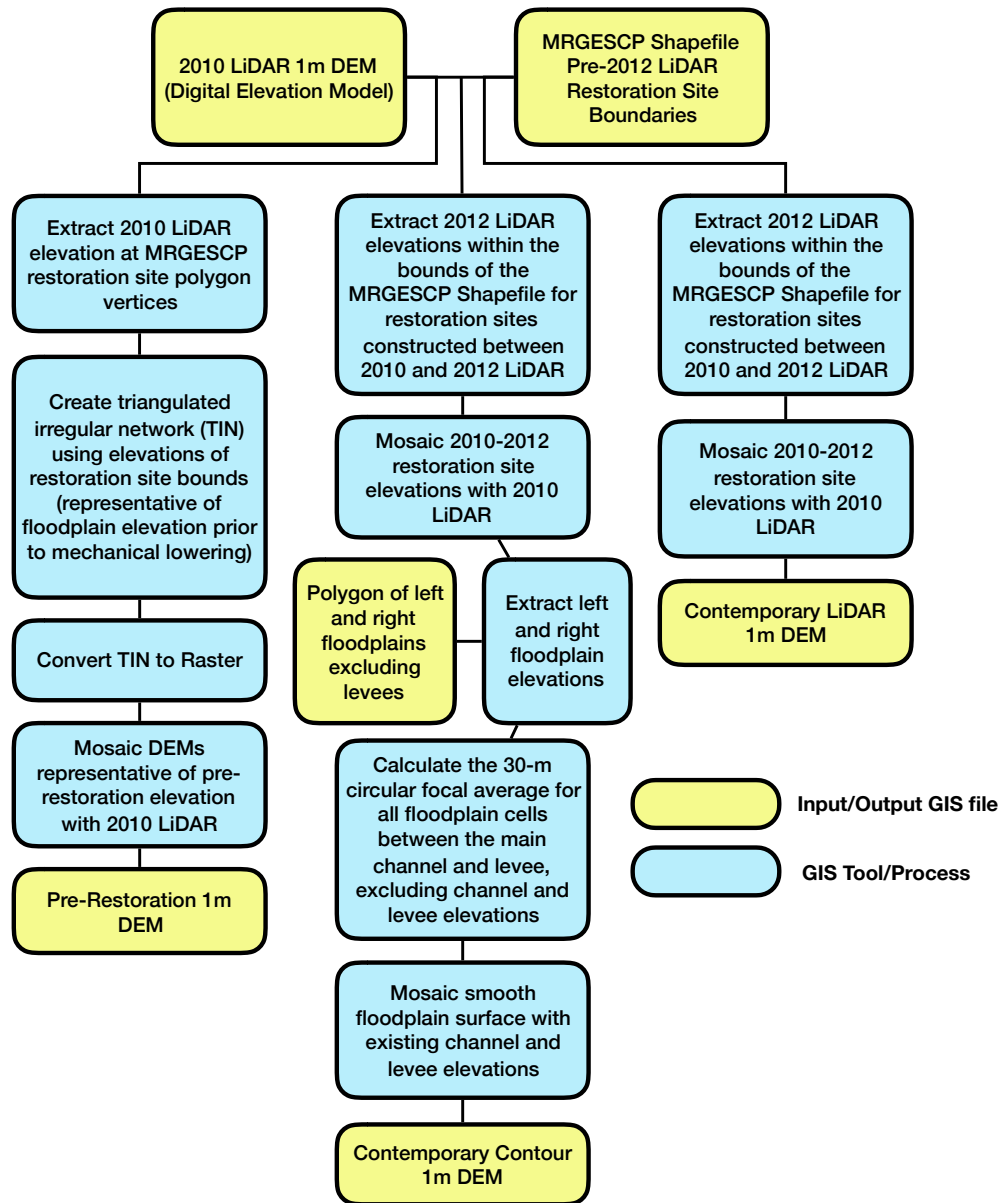 2010 LiDAR 1m DEM
(Digital Elevation Model)
MRGESCP Shapefile
Pre-2012 LiDAR
Restoration Site
Boundaries
Extract 2010 LiDAR
elevation at MRGESCP
restoration site polygon
vertices
Create triangulated
irregular network (TIN)
using elevations of
restoration site bounds
(representative of
floodplain elevation prior
to mechanical lowering)
Convert TIN to Raster
Mosaic DEMs
representative of pre-
restoration elevation
with 2010 LiDAR
Pre-Restoration 1m
DEM
Extract 2012 LiDAR
elevations within the
bounds of the
MRGESCP Shapefile for
restoration sites
constructed between
2010 and 2012 LiDAR
Mosaic 2010-2012
restoration site
elevations with 2010
LiDAR
Polygon of left
and right
floodplains
excluding
levees
Extract left
and right
floodplain
elevations
Calculate the 30-m
circular focal average for
all floodplain cells
between the main
channel and levee,
excluding channel and
levee elevations
Mosaic smooth
floodplain surface with
existing channel and
levee elevations
Contemporary Contour
1m DEM
Extract 2012 LiDAR
elevations within the
bounds of the
MRGESCP Shapefile for
restoration sites
constructed between
2010 and 2012 LiDAR
Mosaic 2010-2012
restoration site
elevations with 2010
LiDAR
Contemporary LiDAR
1m DEM
Input/Output GIS file
GIS Tool/Process